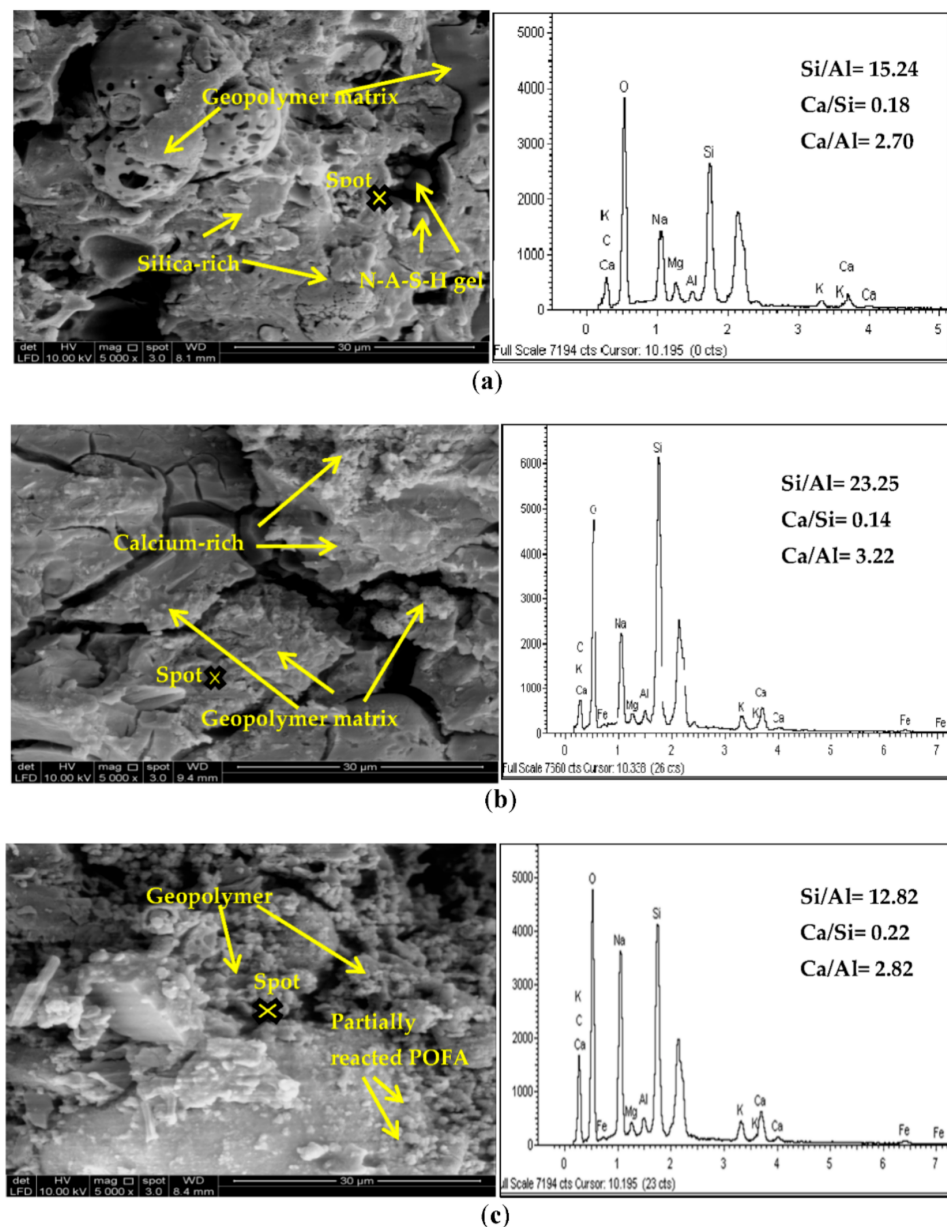 Geopolymer matrix
Spot
Silica-rich
N-A-S-H gel
det HV mag □ spot WD
LFD 10.00 kV 5 000 x 3.0 8.1 mm
30 µm
5000
4000
3000
2000
1000
0
O
Si
Na
Mg
Al
K
C
Ca
K
K
Ca
Ca
Si/Al= 15.24
Ca/Si= 0.18
Ca/Al= 2.70
0 1 2 3 4 5
Full Scale 7194 cts Cursor: 10.195 (0 cts)
(a)
Calcium-rich
Spot
Geopolymer matrix
det HV mag □ spot WD
LFD 10.00 kV 5 000 x 3.0 9.4 mm
30 µm
6000
5000
4000
3000
2000
1000
0
Si
O
Na
C
K
Ca
Fe
Mg
Al
K
K
Ca
Ca
Fe
Fe
Si/Al= 23.25
Ca/Si= 0.14
Ca/Al= 3.22
0 1 2 3 4 5 6 7
Cursor: 10.338 (26 cts)
(b)
Geopolymer
Spot
Partially
reacted POFA
det HV mag □ spot WD
LFD 10.00 kV 5 000 x 3.0 8.4 mm
30 µm
5000
4000
3000
2000
1000
0
O
Si
Na
K
C
Ca
Fe
Mg
Al
K
K
Ca
Ca
Fe
Fe
Si/Al= 12.82
Ca/Si= 0.22
Ca/Al= 2.82
0 1 2 3 4 5 6 7
ull Scale 7194 cts Cursor: 10.195 (23 cts)
(c)